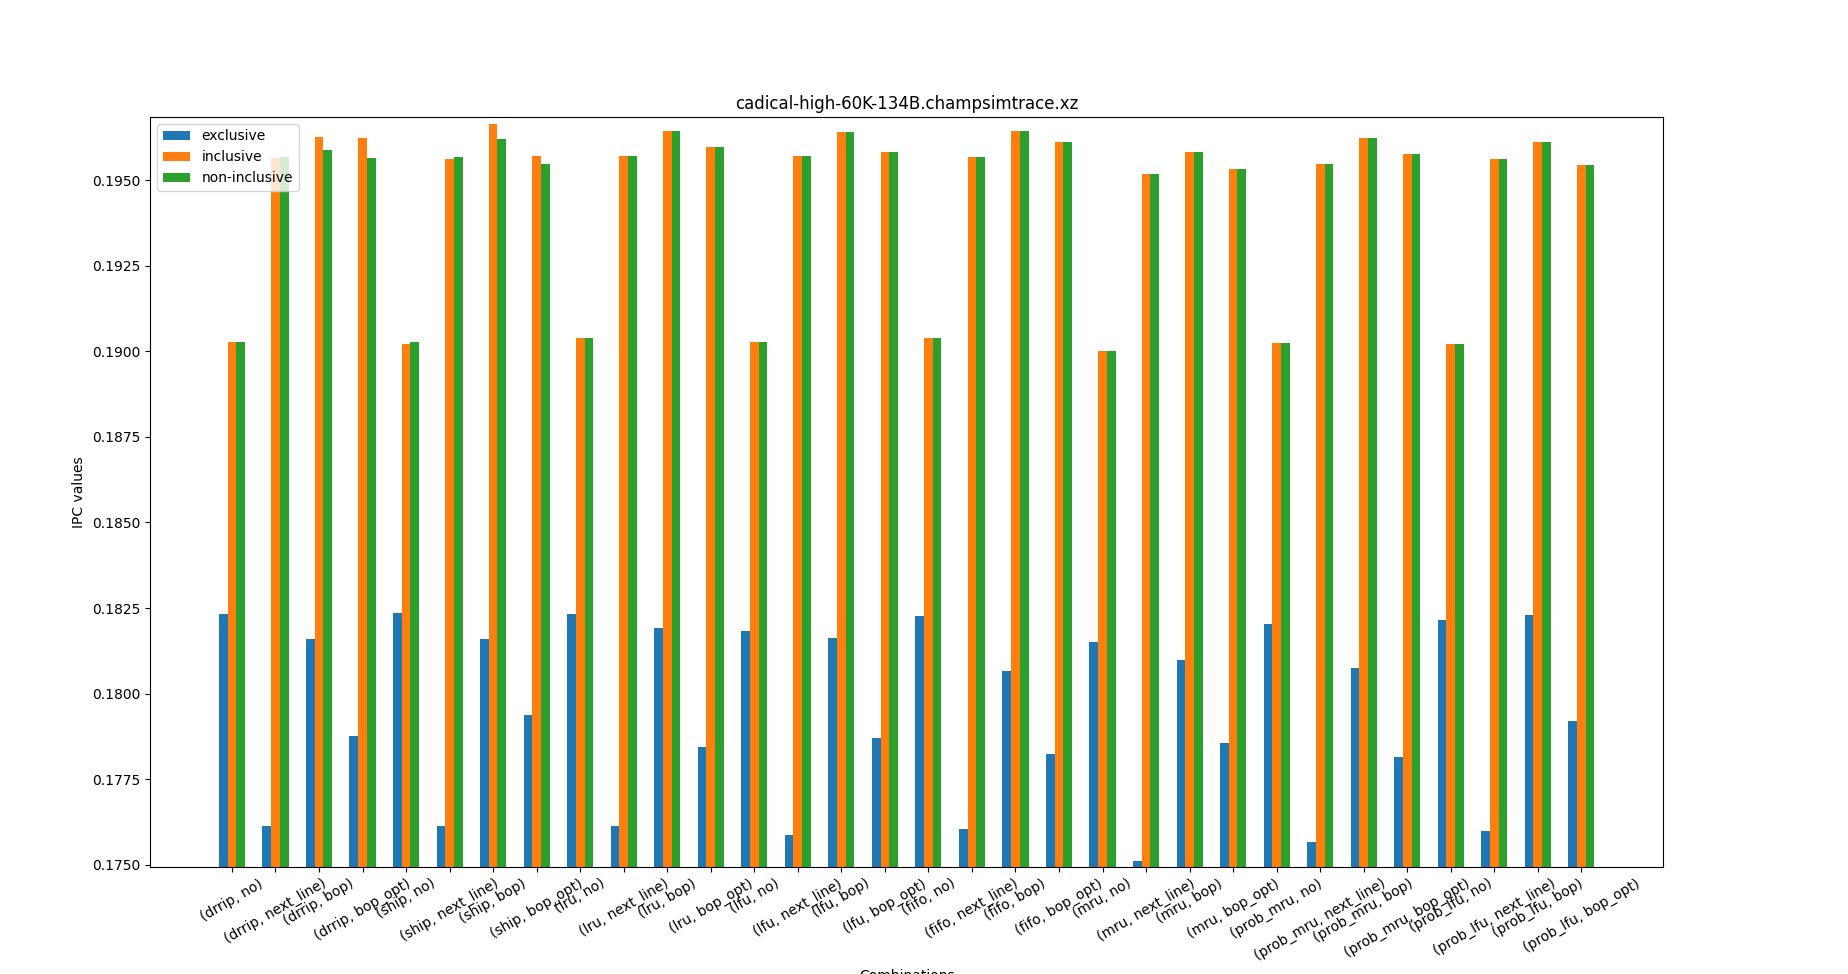 cadical-high-60K-134B.champsimtrace.xz
exclusive
inclusive
non-inclusive
IPC values
0.1950
0.1925
0.1900
0.1875
0.1850
0.1825
0.1800
0.1775
0.1750
(drrip, no)
(drrip, next_line)
(drrip, bop)
(drrip, bop_opt)
(ship, no)
(ship, next_line)
(ship, bop)
(ship, bop_opt)
(lru, no)
(lru, next_line)
(lru, bop)
(lru, bop_opt)
(lfu, no)
(lfu, next_line)
(lfu, bop)
(lfu, bop_opt)
(fifo, no)
(fifo, next_line)
(fifo, bop)
(fifo, bop_opt)
(mru, no)
(mru, next_line)
(mru, bop)
(mru, bop_opt)
(prob_mru, no)
(prob_mru, next_line)
(prob_mru, bop)
(prob_mru, bop_opt)
(prob_lfu, no)
(prob_lfu, next_line)
(prob_lfu, bop)
(prob_lfu, bop_opt)
Combinations